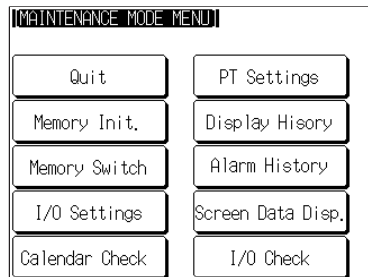 [MAINTENANCE MODE MENU]
Quit
PT Settings
Memory Init.
Display Hisory
Memory Switch
Alarm History
I/O Settings
Screen Data Disp.
Calendar Check
I/O Check